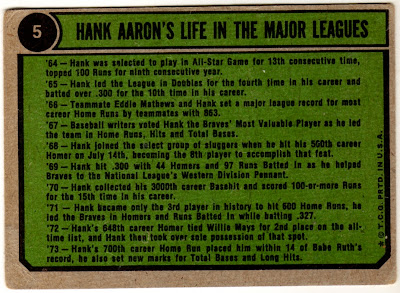 5
HANK AARON'S LIFE IN THE MAJOR LEAGUES
'64 — Hank was selected to play in All-Star Game for 13th consecutive time,
topped 100 Runs for ninth consecutive year.
'65 — Hank led the League in Doubles for the fourth time in his career and
batted over .300 for the 10th time in his career.
'66 — Teammate Eddie Mathews and Hank set a major league record for most
career Home Runs by teammates with 863.
'67 — Baseball writers voted Hank the Braves' Most Valuable Player as he led
the team in Home Runs, Hits and Total Bases.
'68 — Hank joined the select group of sluggers when he hit his 500th career
Homer on July 14th, becoming the 8th player to accomplish that feat.
'69 — Hank hit .300 with 44 Homers and 97 Runs Batted In as he helped
Braves to the National League's Western Division Pennant.
'70 — Hank collected his 3000th career Basehit and scored 100-or-more Runs
for the 15th time in his career.
'71 — Hank became only the 3rd player in history to hit 600 Home Runs, he
led the Braves in Homers and Runs Batted In while batting .327.
'72 — Hank's 648th career Homer tied Willie Mays for 2nd place on the all-
time list, and Hank then took over sole possession of that spot.
'73 — Hank's 700th career Home Run placed him within 14 of Babe Ruth's
record, he also set new marks for Total Bases and Long Hits.
★ © T.C.G. PRTD IN U.S.A.